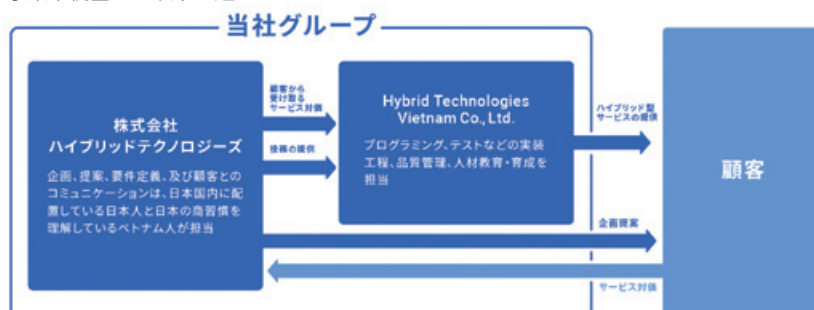 当社グループ
株式会社
ハイブリッドテクノロジーズ
企画、提案、要件定義、及び顧客との
コミュニケーションは、日本国内に配
置している日本人と日本の商習慣を
理解しているベトナム人が担当
顧客から
受け取る
サービス対価
役務の提供
Hybrid Technologies
Vietnam Co., Ltd.
プログラミング、テストなどの実装
工程、品質管理、人材教育・育成を
担当
ハイブリッド型
サービスの提供
企画提案
サービス対価
顧客